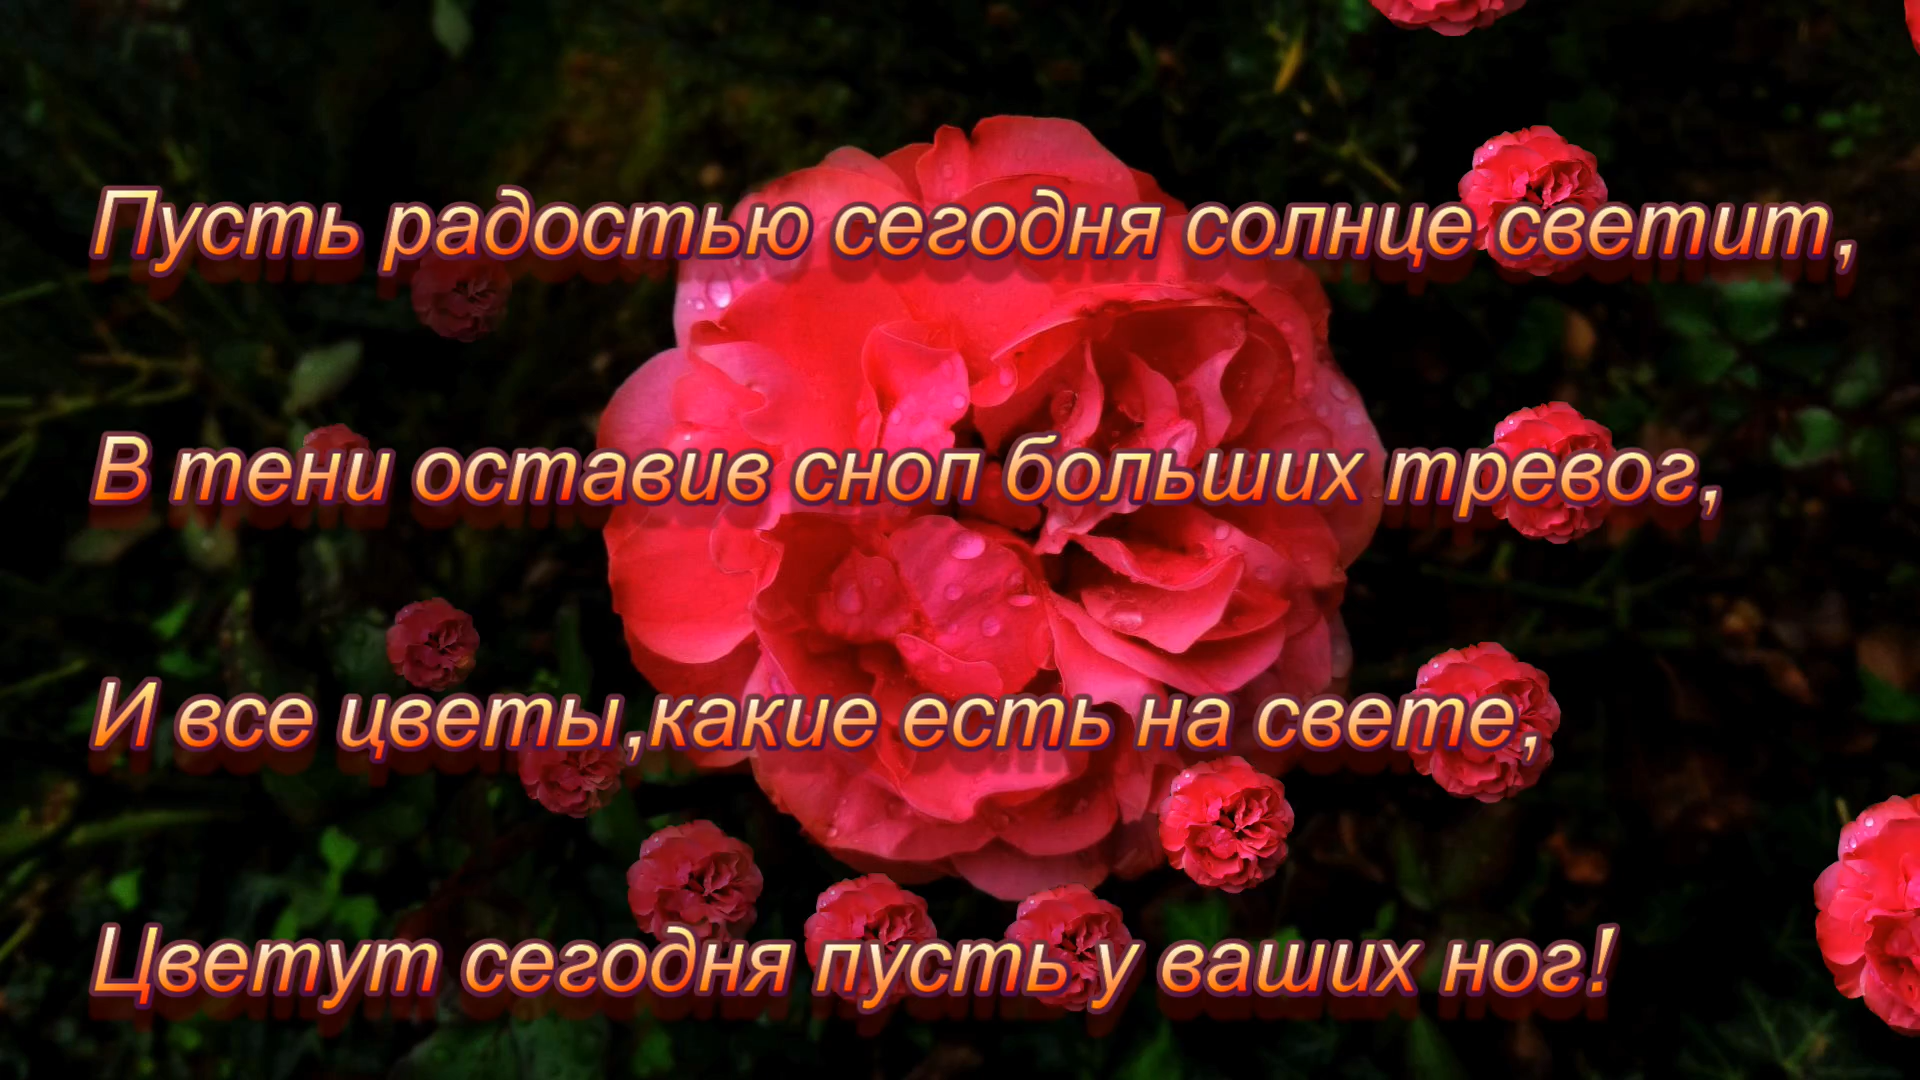 Пусть радостью сегодня солнце светит,
В тени оставив сноп больших тревог,
И все цветы,какие есть на свете,
Цветут сегодня пусть у ваших ног!